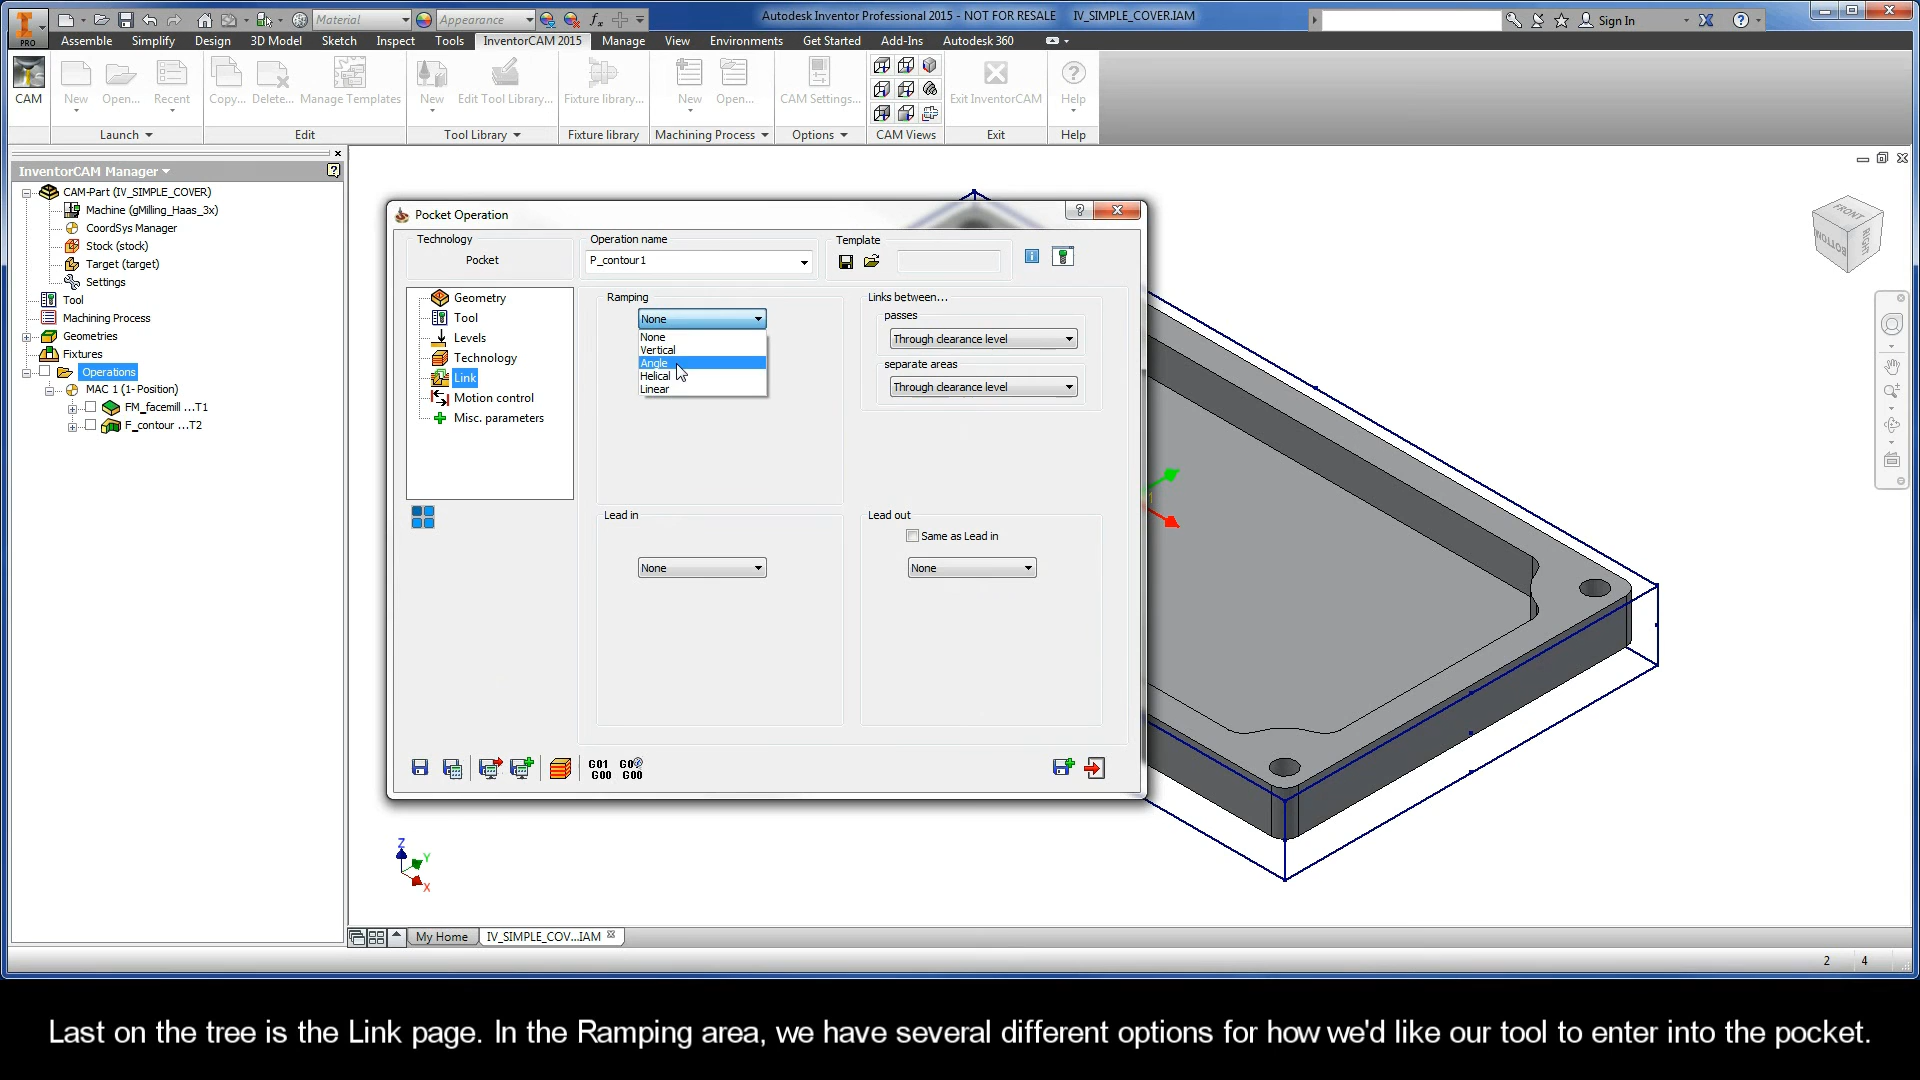 Material
Appearance
Autodesk Inventor Professional 2015 - NOT FOR RESALE IV_SIMPLE_COVER.IAM
Sign In
PRO
Assemble Simplify Design 3D Model Sketch Inspect Tools InventorCAM 2015 Manage View Environments Get Started Add-Ins Autodesk 360
CAM New Open... Recent Copy... Delete... Manage Templates New Edit Tool Library... Fixture library... New Open... CAM Settings... Exit InventorCAM Help
Launch Edit Tool Library Fixture library Machining Process Options CAM Views Exit Help
InventorCAM Manager
CAM-Part (IV_SIMPLE_COVER)
Machine (gMilling_Haas_3x)
CoordSys Manager
Stock (stock)
Target (target)
Settings
Tool
Machining Process
Geometries
Fixtures
Operations
MAC 1 (1- Position)
FM_facemill ...T1
F_contour ...T2
Pocket Operation
Technology
Pocket
Operation name
P_contour1
Template
Geometry
Tool
Levels
Technology
Link
Motion control
Misc. parameters
Ramping
None
None
Vertical
Angle
Helical
Linear
Links between...
passes
Through clearance level
separate areas
Through clearance level
Lead in
None
Lead out
Same as Lead in
None
G01
G00
G0
G00
FRONT
RIGHT
BOTTOM
1
Z
Y
X
My Home IV_SIMPLE_COV...IAM
2 4
Last on the tree is the Link page. In the Ramping area, we have several different options for how we'd like our tool to enter into the pocket.